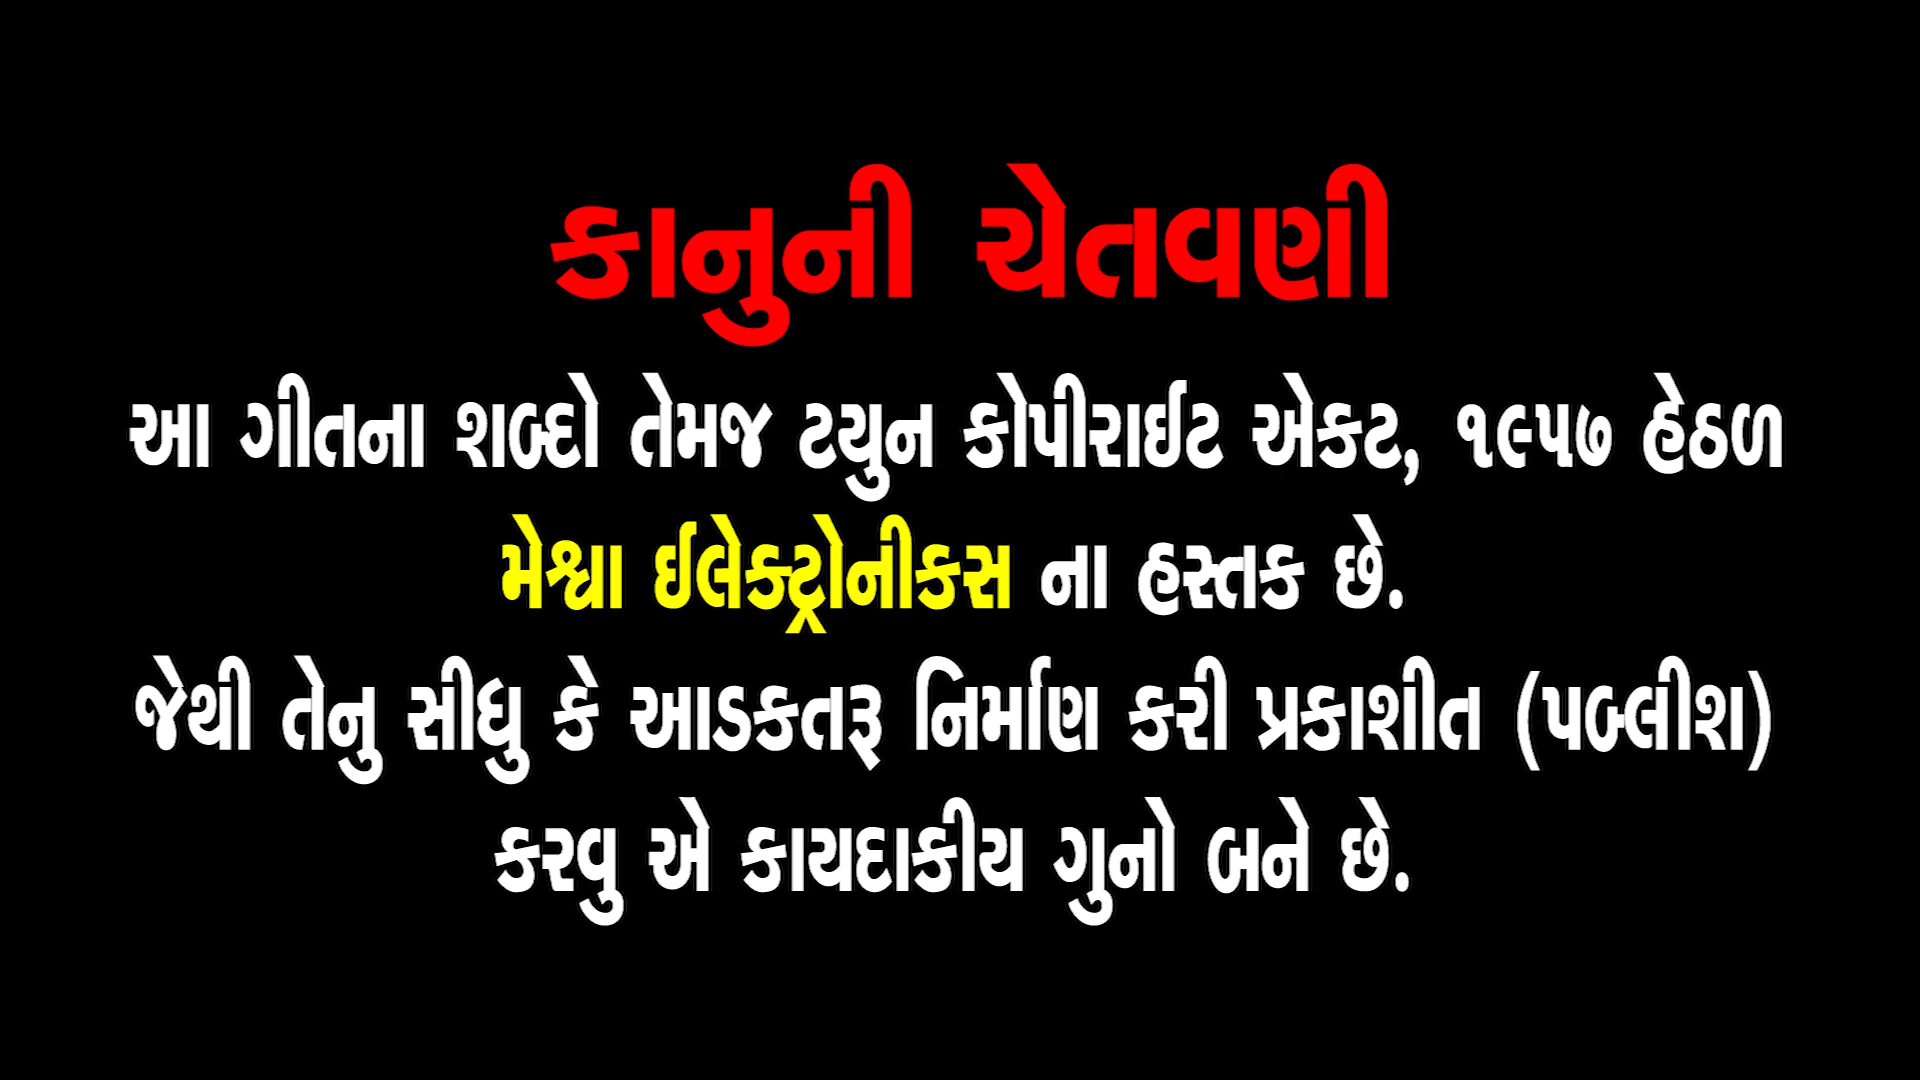 કાનુની ચેતવણી
આ ગીતના શબ્દો તેમજ ટયુન કોપીરાઈટ એકટ, ૧૯૫૭ હેઠળ
મેશ્વા ઈલેક્ટ્રોનીકસ ના હસ્તક છે.
જેથી તેનુ સીધુ કે આડકતરૂ નિર્માણ કરી પ્રકાશીત (પબ્લીશ)
કરવુ એ કાયદાકીય ગુનો બને છે.